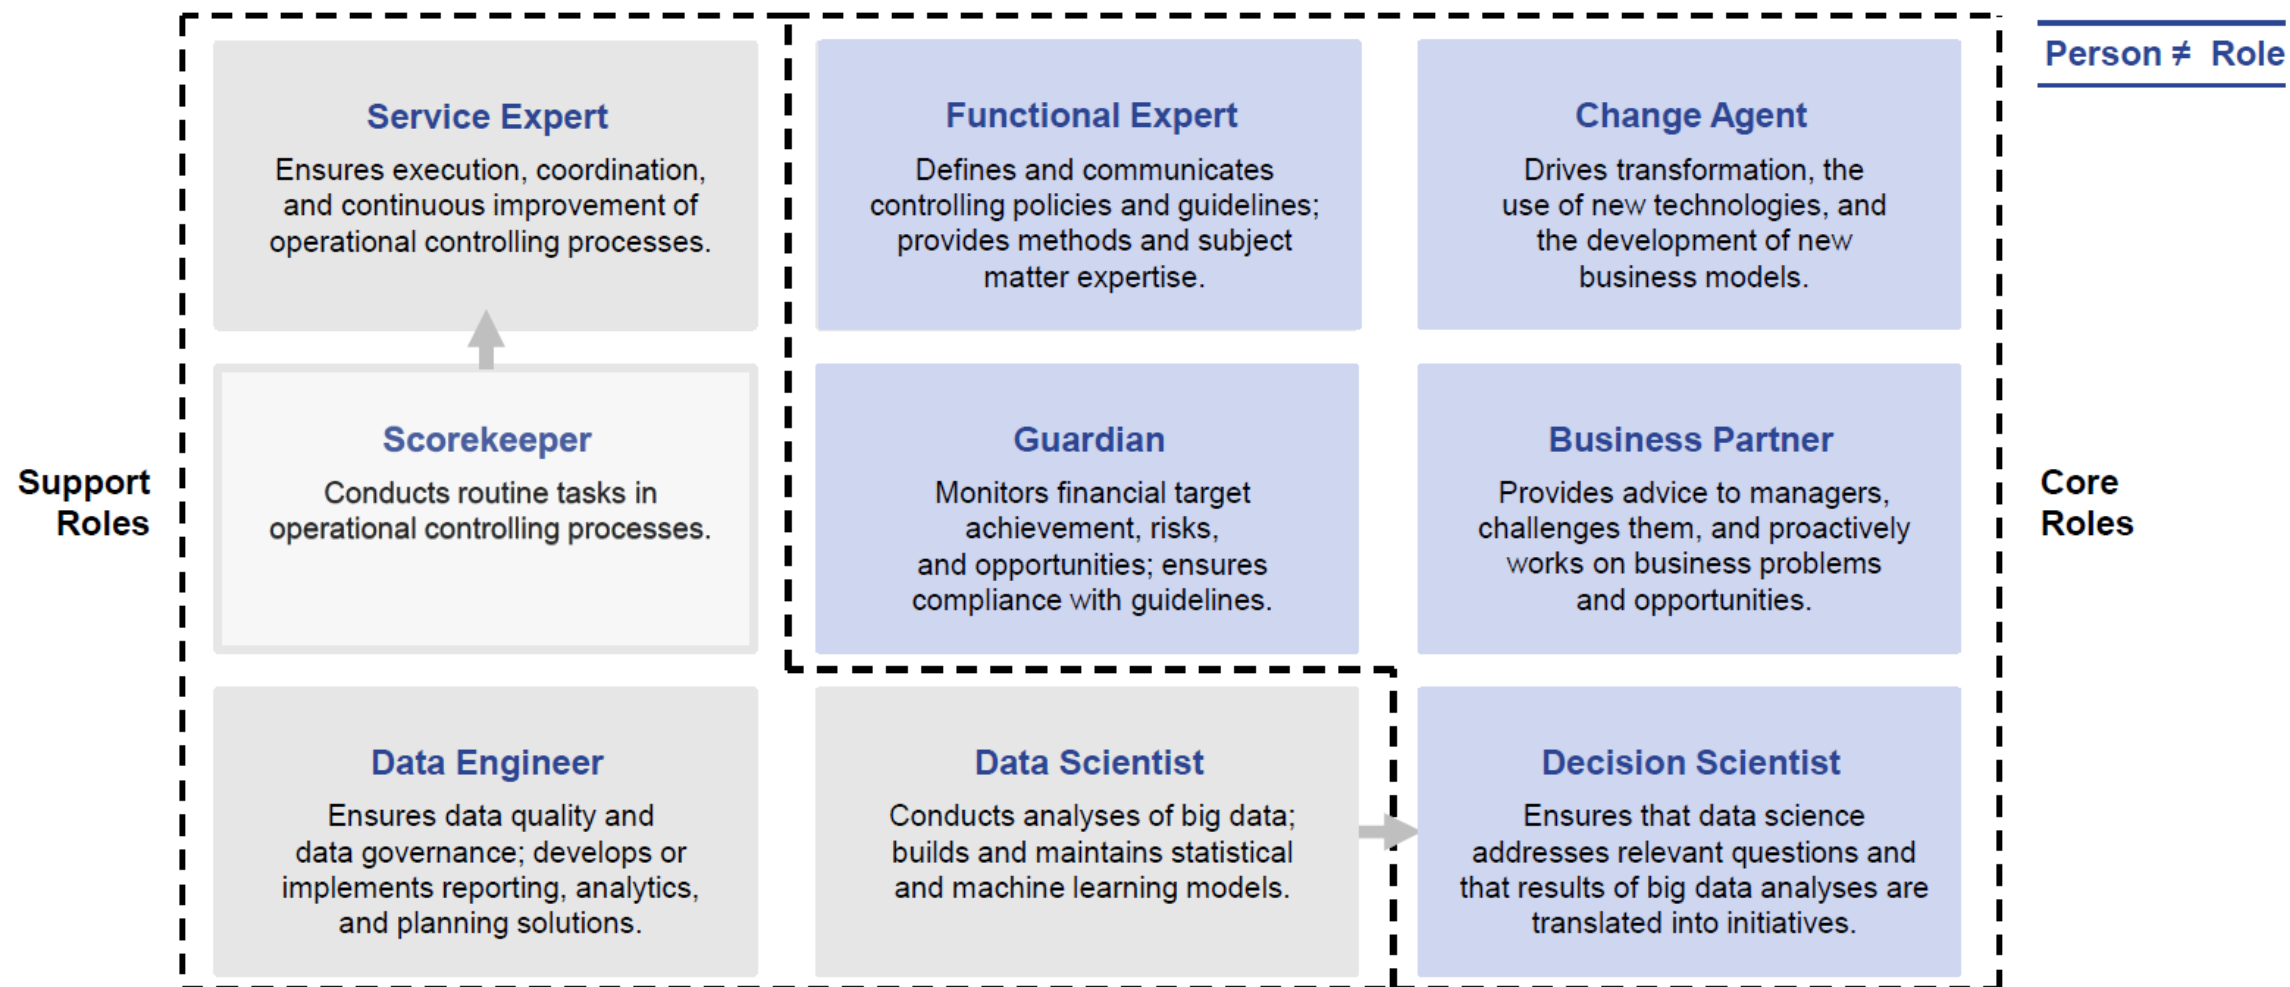 Person ≠ Role
Support
Roles
Service Expert
Ensures execution, coordination,
and continuous improvement of
operational controlling processes.
Functional Expert
Defines and communicates
controlling policies and guidelines;
provides methods and subject
matter expertise.
Change Agent
Drives transformation, the
use of new technologies, and
the development of new
business models.
Scorekeeper
Conducts routine tasks in
operational controlling processes.
Guardian
Monitors financial target
achievement, risks,
and opportunities; ensures
compliance with guidelines.
Business Partner
Provides advice to managers,
challenges them, and proactively
works on business problems
and opportunities.
Core
Roles
Data Engineer
Ensures data quality and
data governance; develops or
implements reporting, analytics,
and planning solutions.
Data Scientist
Conducts analyses of big data;
builds and maintains statistical
and machine learning models.
Decision Scientist
Ensures that data science
addresses relevant questions and
that results of big data analyses are
translated into initiatives.